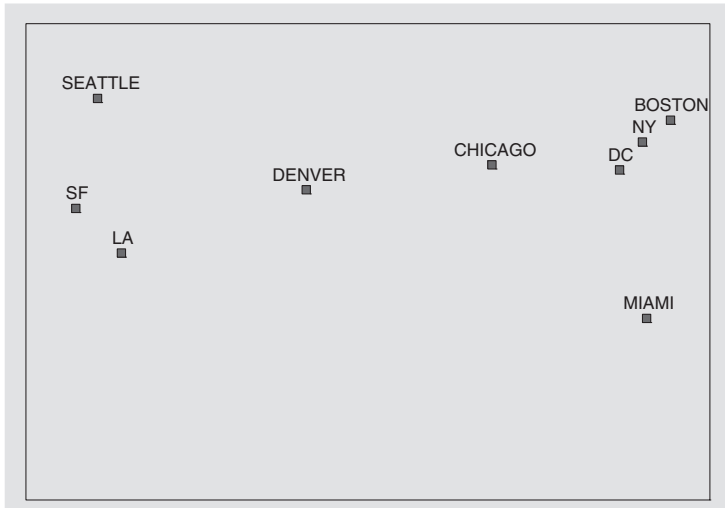 SEATTLE
BOSTON
NY
CHICAGO
DC
DENVER
SF
LA
MIAMI